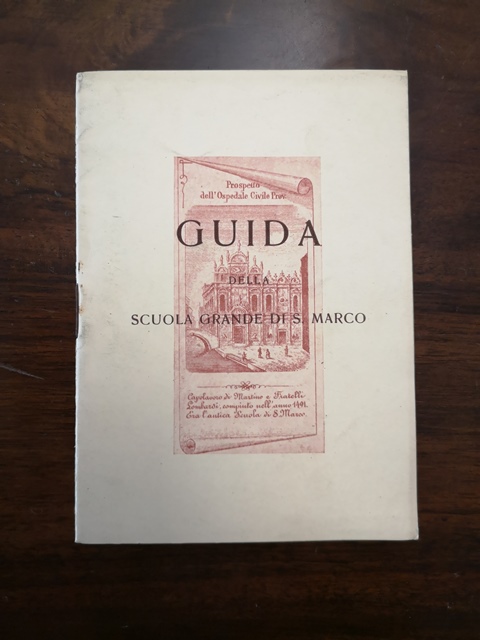 Prospetto
dell'Ospedale Civile Prov.
GUIDA
DELLA
SCUOLA GRANDE DI S. MARCO
Capolavoro di Martino e Fratelli
Lombardi, compiuto nell'anno 1491.
Era l'antica Scuola di S. Marco.